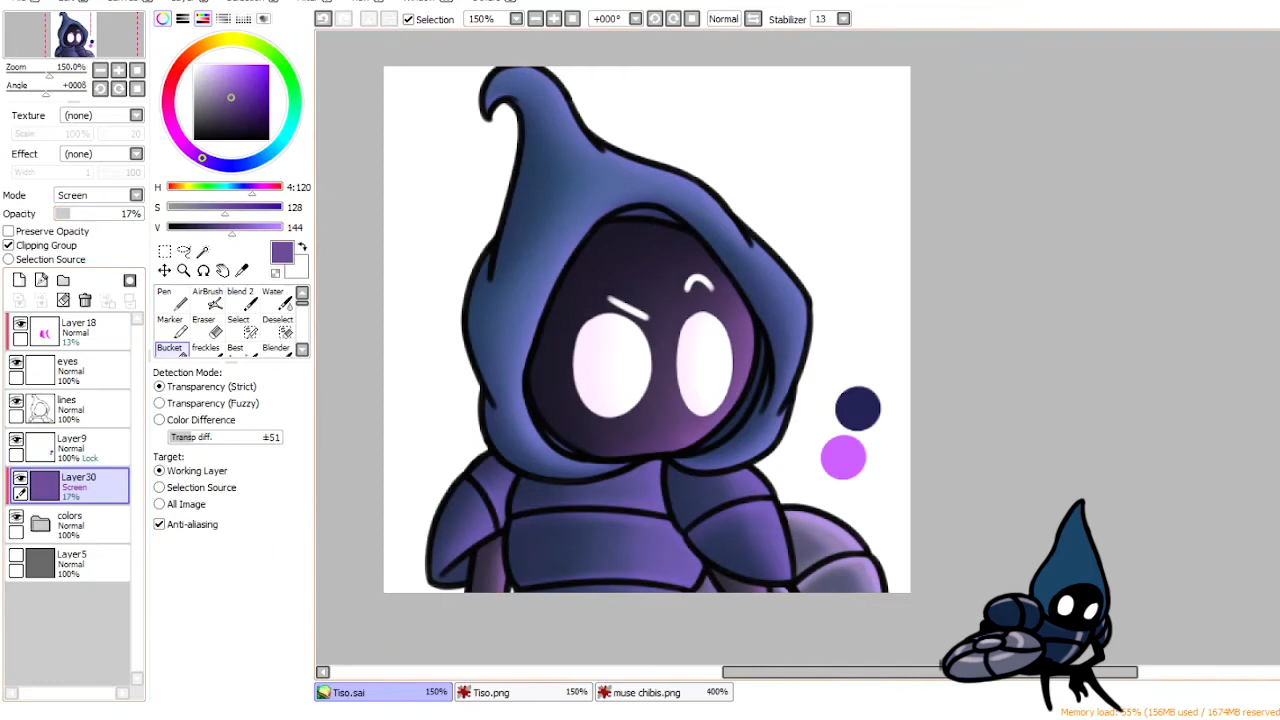 Selection 150% +000° Normal Stabilizer 13
Zoom 150.0%
Angle +000ß
Texture (none)
Scale 100% 20
Effect (none)
Width 1 100
Mode Screen
Opacity 17%
Preserve Opacity
Clipping Group
Selection Source
H 4:120
S 128
V 144
Pen AirBrush blend 2 Water
Marker Eraser Select Deselect
Bucket freckles Best Blender
Detection Mode:
Transparency (Strict)
Transparency (Fuzzy)
Color Difference
Transp diff. ±51
Target:
Working Layer
Selection Source
All Image
Anti-aliasing
Layer18
Normal
13%
eyes
Normal
100%
lines
Normal
100%
Layer9
Normal
100% Lock
Layer30
Screen
17%
colors
Normal
100%
Layer5
Normal
100%
Tiso.sai 150% Tiso.png 150% muse chibis.png 400%
Memory load: 55% (156MB used / 1674MB reserved